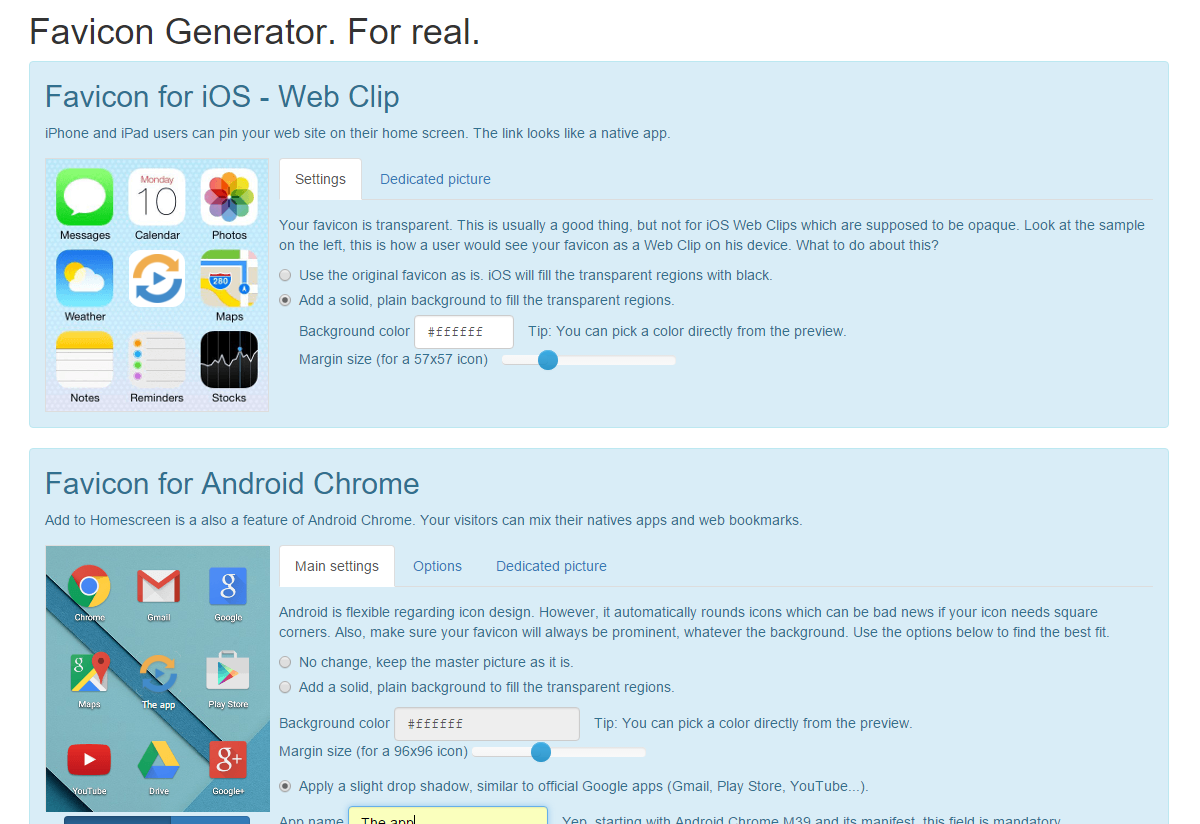 Favicon Generator. For real.
Favicon for iOS - Web Clip
iPhone and iPad users can pin your web site on their home screen. The link looks like a native app.
Messages
Monday
10
Calendar
Photos
Weather
280
Maps
Notes
Reminders
Stocks
Settings
Dedicated picture
Your favicon is transparent. This is usually a good thing, but not for iOS Web Clips which are supposed to be opaque. Look at the sample
on the left, this is how a user would see your favicon as a Web Clip on his device. What to do about this?
Use the original favicon as is. iOS will fill the transparent regions with black.
Add a solid, plain background to fill the transparent regions.
Background color #ffffff Tip: You can pick a color directly from the preview.
Margin size (for a 57x57 icon)
Favicon for Android Chrome
Add to Homescreen is a also a feature of Android Chrome. Your visitors can mix their natives apps and web bookmarks.
Chrome
Gmail
g
Google
g
Maps
The app
Play Store
YouTube
Drive
g+
Google+
Main settings
Options
Dedicated picture
Android is flexible regarding icon design. However, it automatically rounds icons which can be bad news if your icon needs square
corners. Also, make sure your favicon will always be prominent, whatever the background. Use the options below to find the best fit.
No change, keep the master picture as it is.
Add a solid, plain background to fill the transparent regions.
Background color #ffffff Tip: You can pick a color directly from the preview.
Margin size (for a 96x96 icon)
Apply a slight drop shadow, similar to official Google apps (Gmail, Play Store, YouTube...).
App name The app Yep, starting with Android Chrome M39 and its manifest, this field is mandatory.